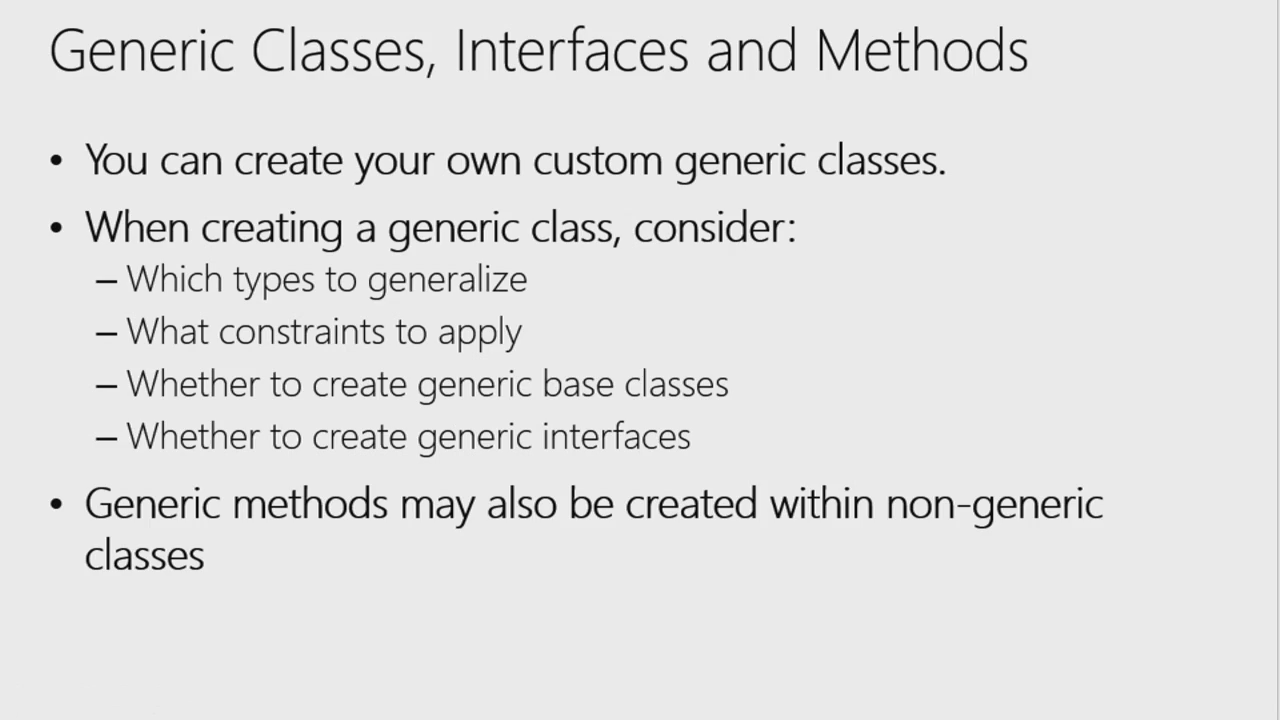 Generic Classes, Interfaces and Methods
• You can create your own custom generic classes.
• When creating a generic class, consider:
– Which types to generalize
– What constraints to apply
– Whether to create generic base classes
– Whether to create generic interfaces
• Generic methods may also be created within non-generic
classes